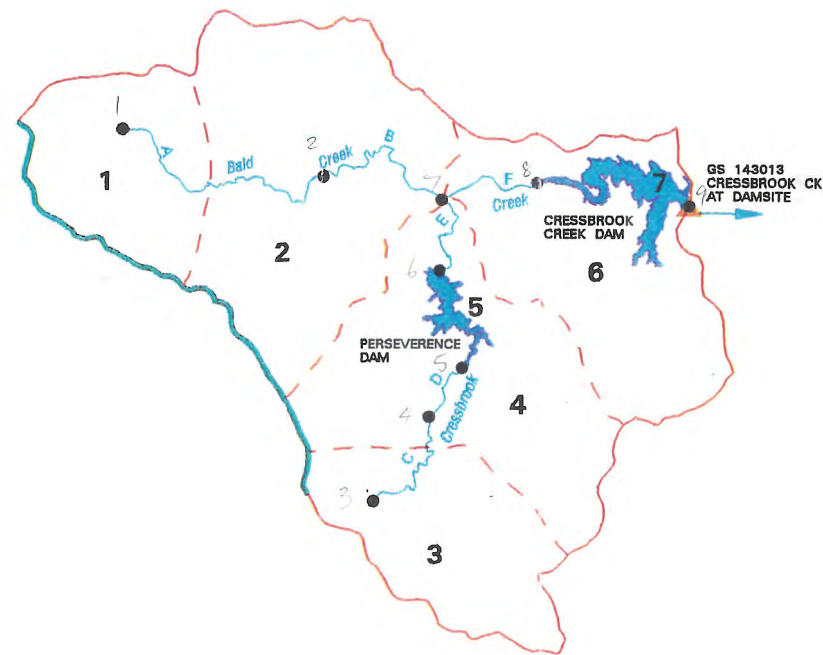 1
A
1
Bald
2
Creek
B
2
7
E
F
Creek
8
7
9
GS 143013
CRESSBROOK CK
AT DAMSITE
CRESSBROOK
CREEK DAM
6
6
5
PERSEVERENCE
DAM
5
D
Cressbrook
4
4
C
3
3